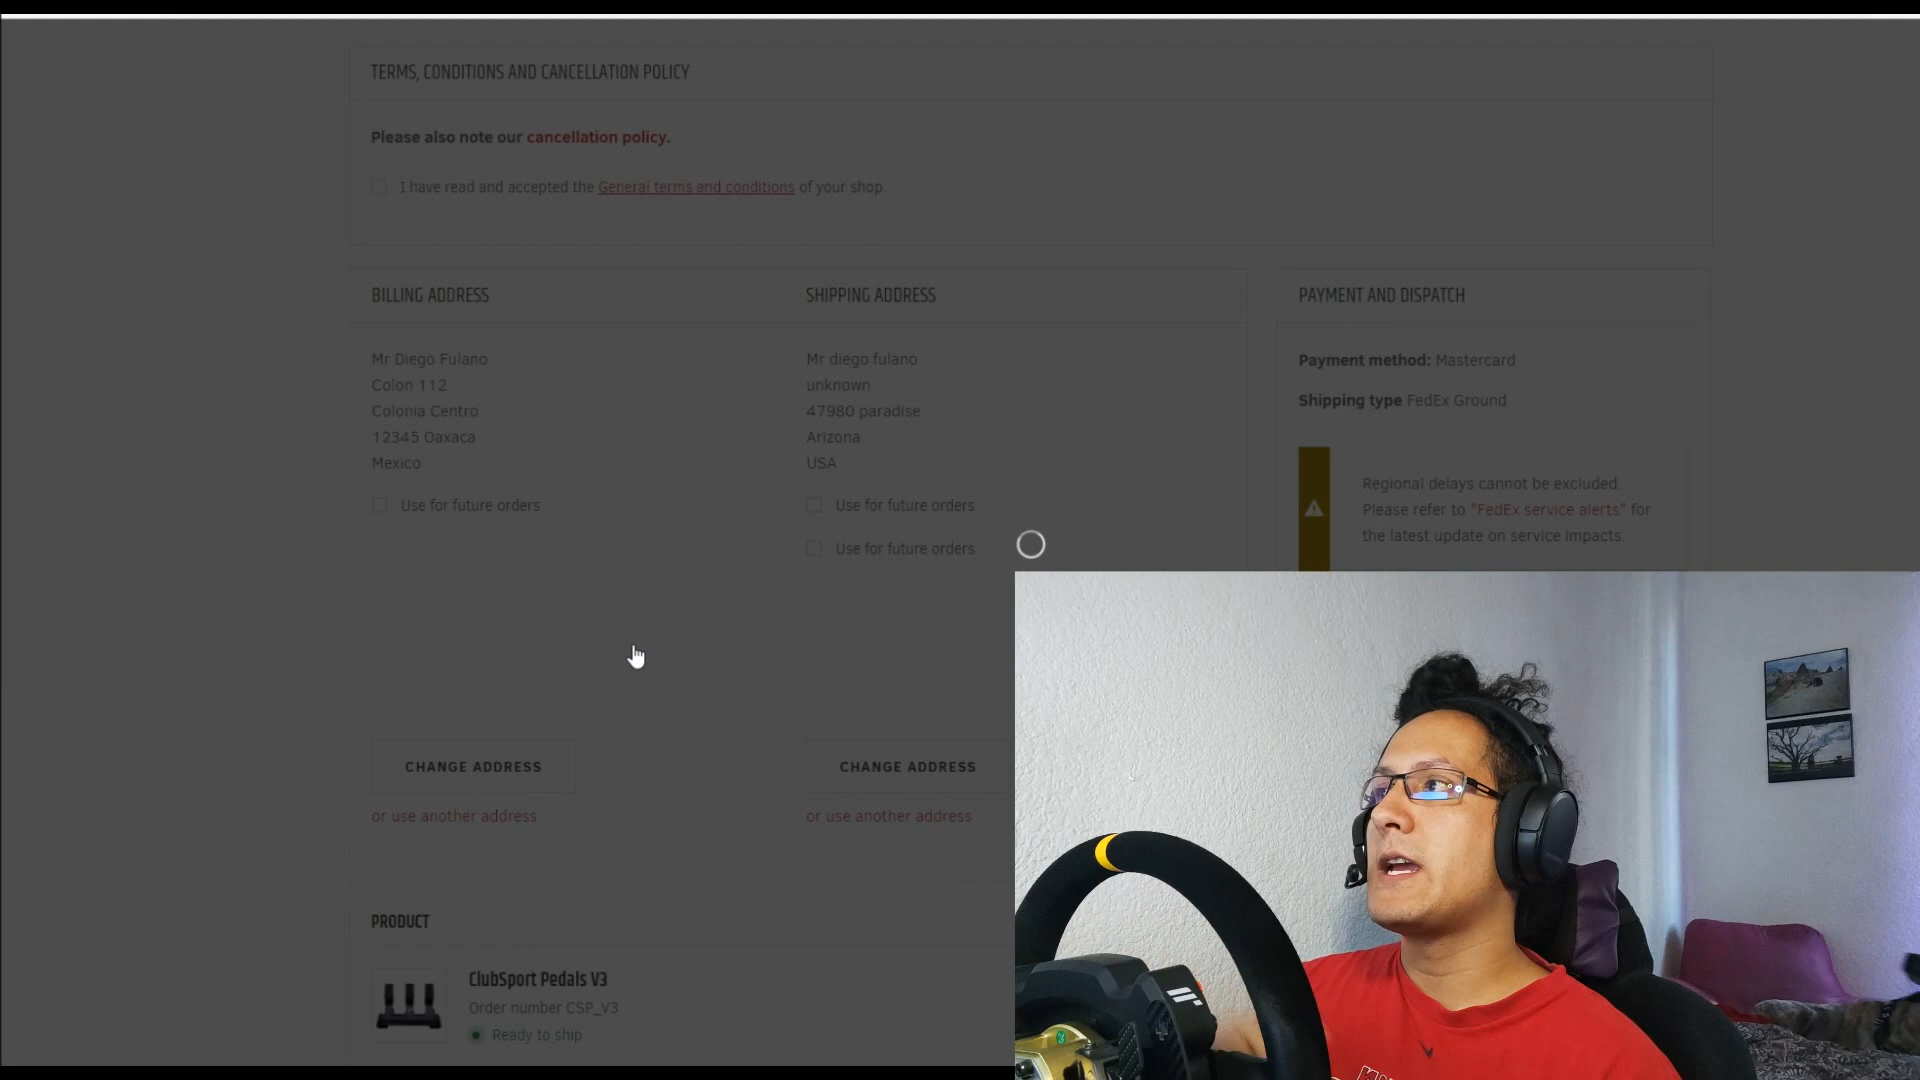 TERMS, CONDITIONS AND CANCELLATION POLICY
Please also note our cancellation policy.
I have read and accepted the General terms and conditions of your shop.
BILLING ADDRESS
Mr Diego Fulano
Colon 112
Colonia Centro
12345 Oaxaca
Mexico
Use for future orders
CHANGE ADDRESS
or use another address
SHIPPING ADDRESS
Mr diego fulano
unknown
47980 paradise
Arizona
USA
Use for future orders
Use for future orders
CHANGE ADDRESS
or use another address
PAYMENT AND DISPATCH
Payment method: Mastercard
Shipping type FedEx Ground
Regional delays cannot be excluded.
Please refer to "FedEx service alerts" for
the latest update on service impacts.
PRODUCT
ClubSport Pedals V3
Order number CSP_V3
Ready to ship